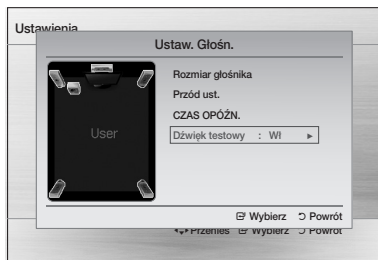 Ustawienia
Ustaw. Głośn.
User
Rozmiar głośnika
Przód ust.
CZAS OPÓŹN.
Dźwięk testowy : Wł ►
Wybierz Powrót
Przenieś Wybierz Powrót